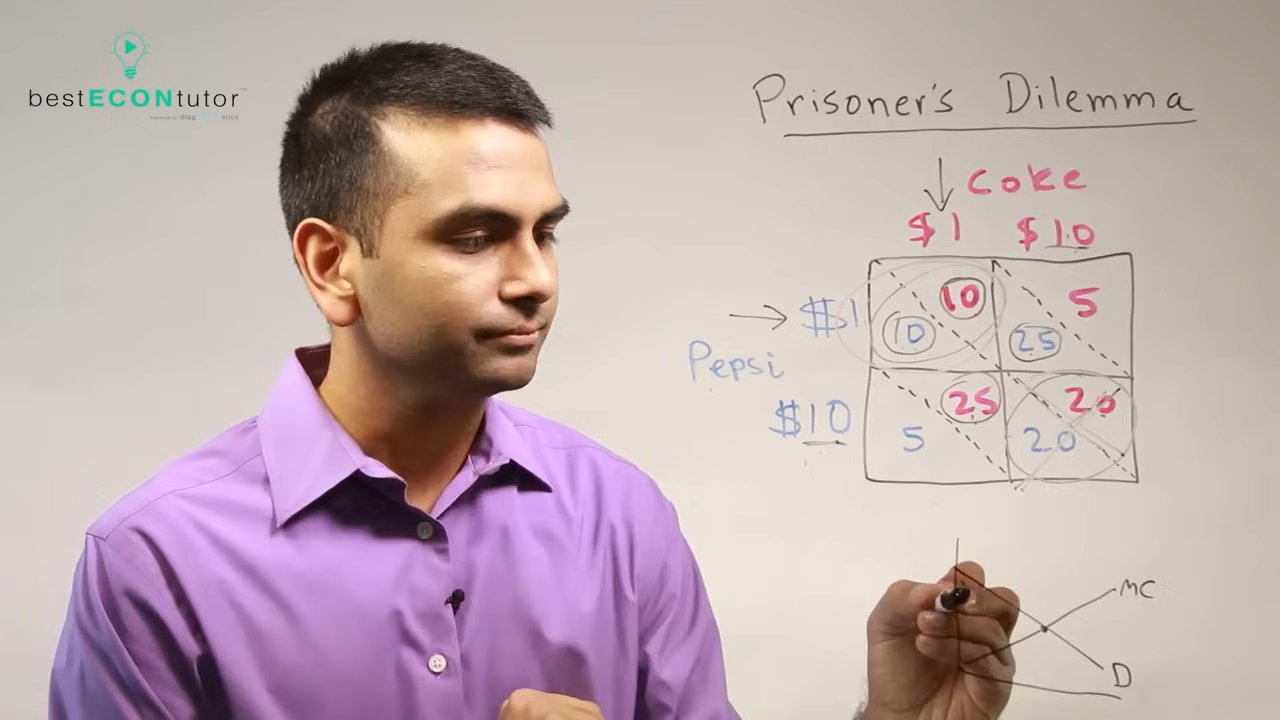 bestECONtutor
Prisoner's Dilemma
Coke
$1 $10
10 5
$1
10 25
Pepsi
25 20
$10
5 20
MC
D